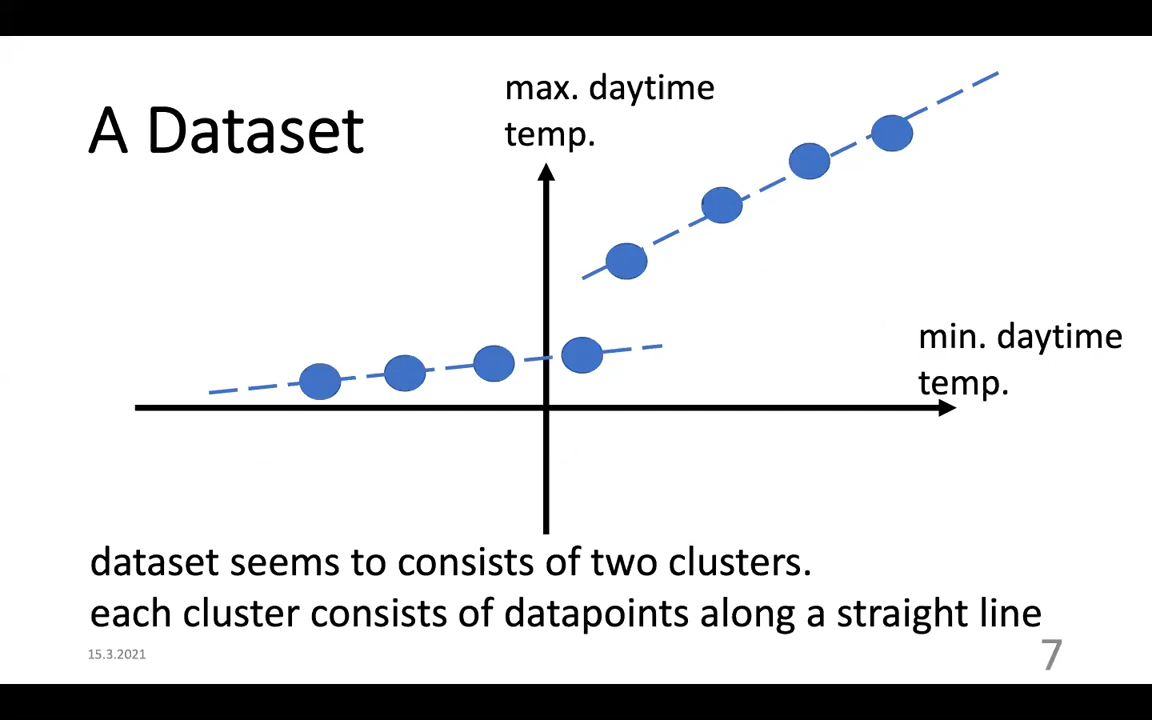 A Dataset
max. daytime
temp.
min. daytime
temp.
dataset seems to consists of two clusters.
each cluster consists of datapoints along a straight line
15.3.2021
7